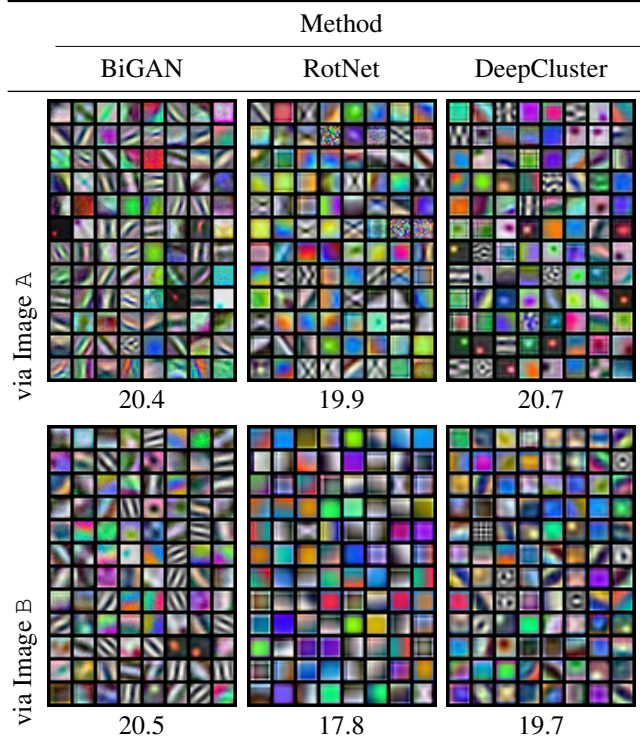 Method
BiGAN RotNet DeepCluster
via Image A
20.4 19.9 20.7
via Image B
20.5 17.8 19.7